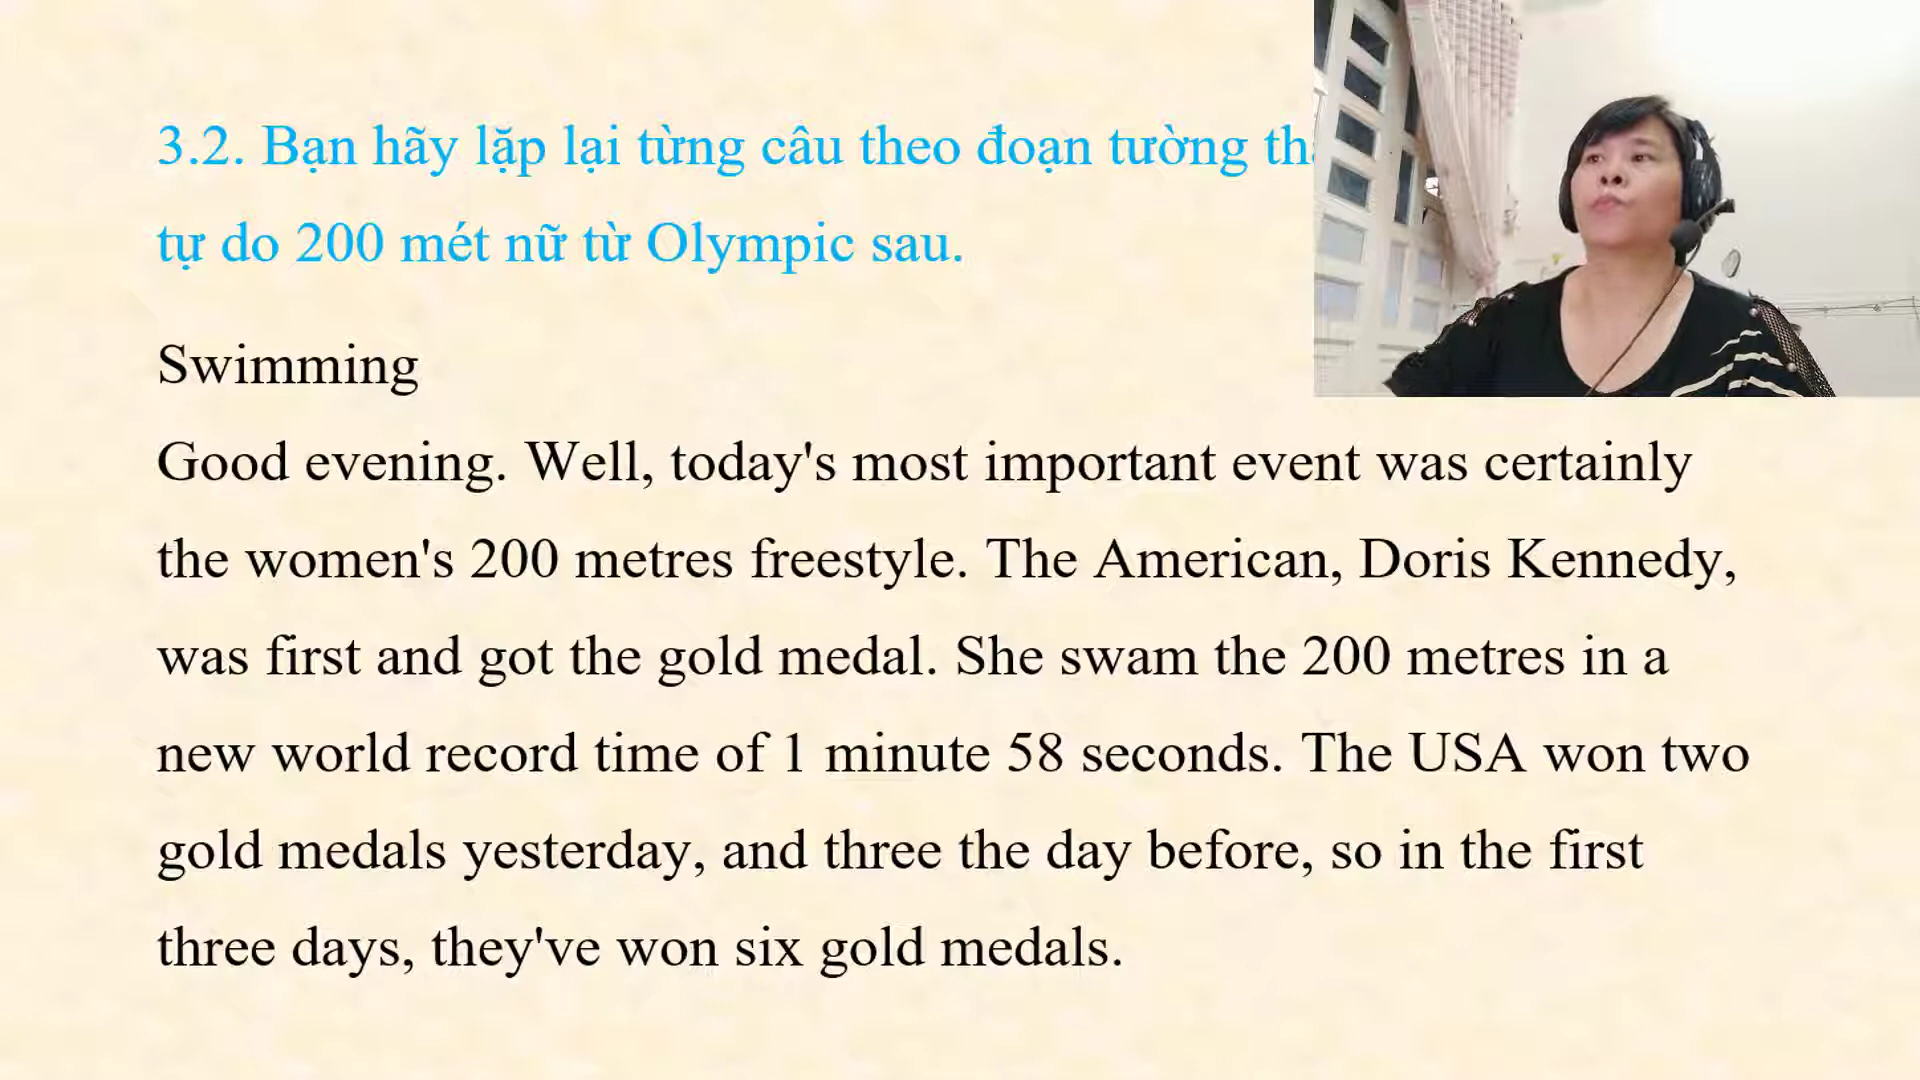 3.2. Bạn hãy lặp lại từng câu theo đoạn tường
tự do 200 mét nữ từ Olympic sau.
Swimming
Good evening. Well, today's most important event was certainly
the women's 200 metres freestyle. The American, Doris Kennedy,
was first and got the gold medal. She swam the 200 metres in a
new world record time of 1 minute 58 seconds. The USA won two
gold medals yesterday, and three the day before, so in the first
three days, they've won six gold medals.